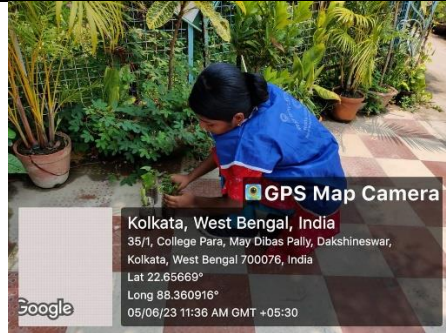 GPS Map Camera
Kolkata, West Bengal, India
35/1, College Para, May Dibas Pally, Dakshineswar,
Kolkata, West Bengal 700076, India
Lat 22.65669°
Long 88.360916°
05/06/23 11:36 AM GMT +05:30
Google